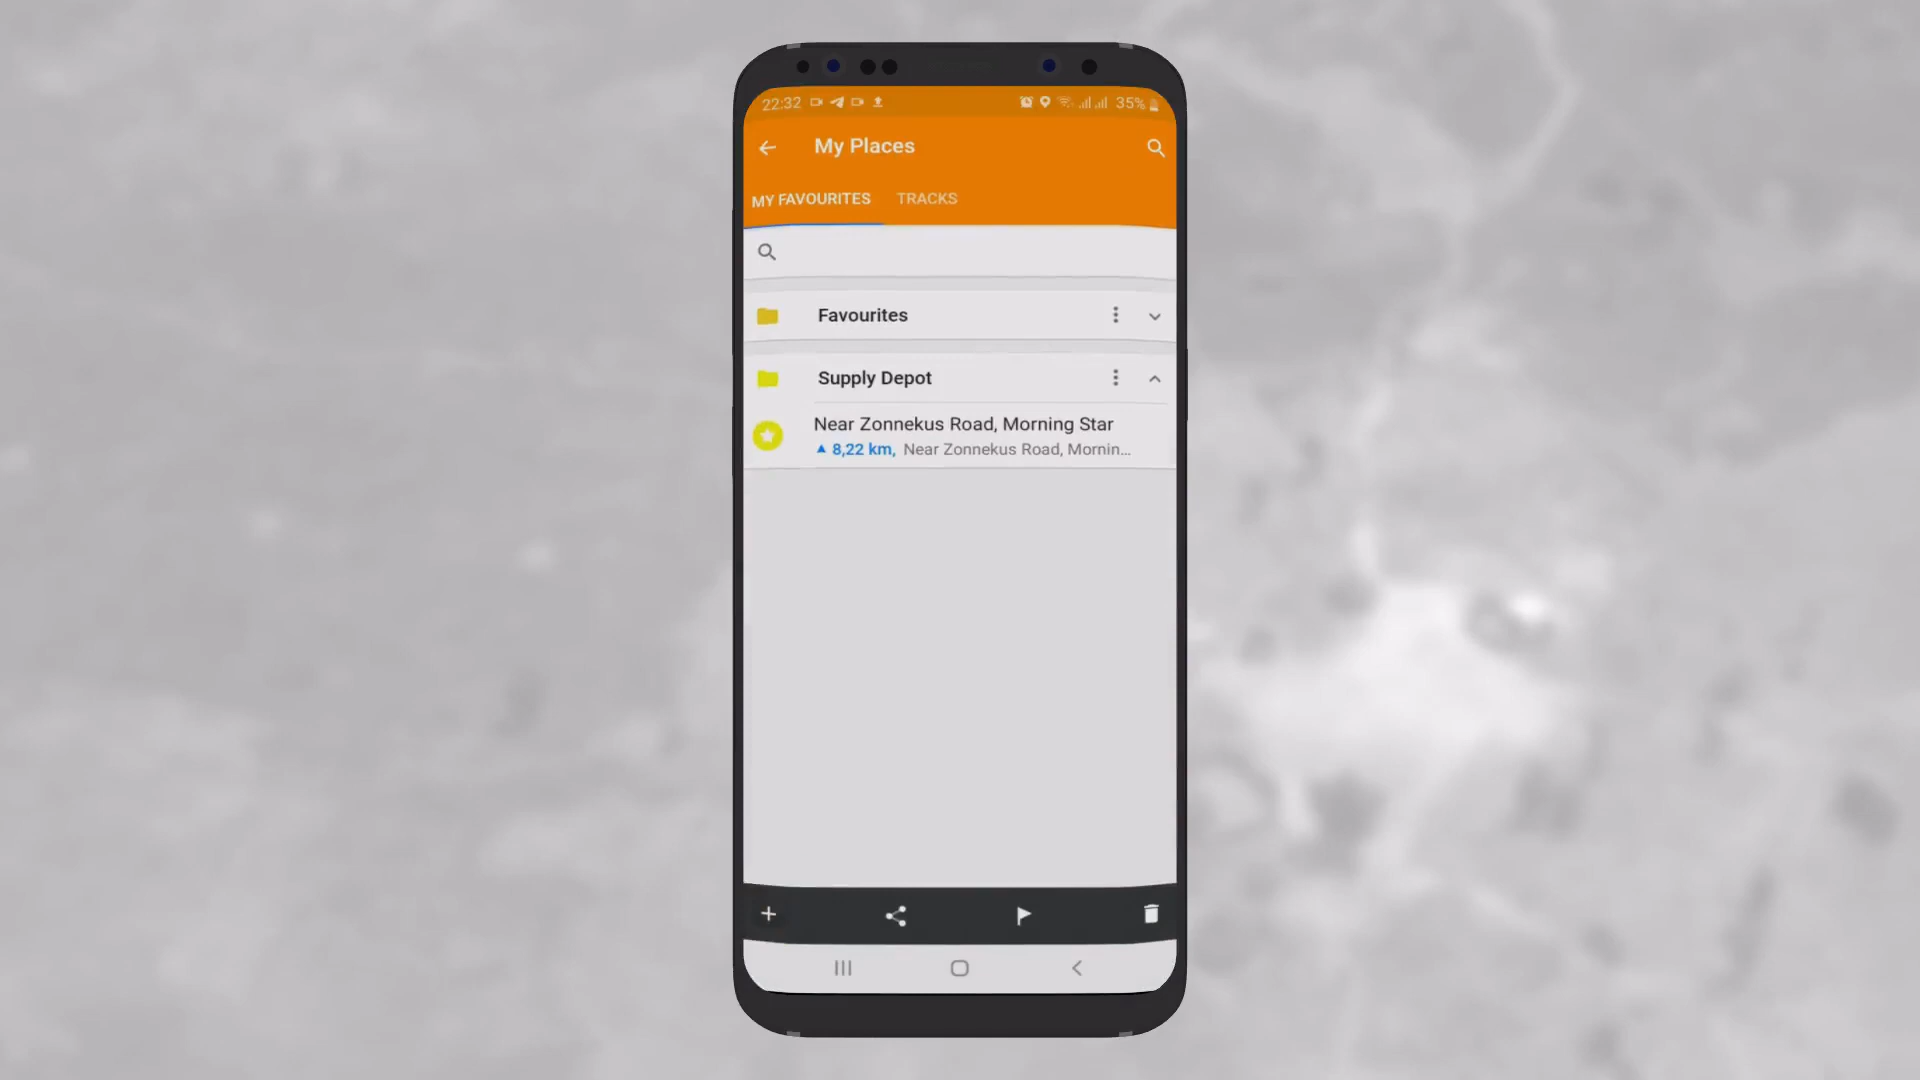 22:32
35%
My Places
MY FAVOURITES
TRACKS
Favourites
Supply Depot
Near Zonnekus Road, Morning Star
8,22 km, Near Zonnekus Road, Mornin...